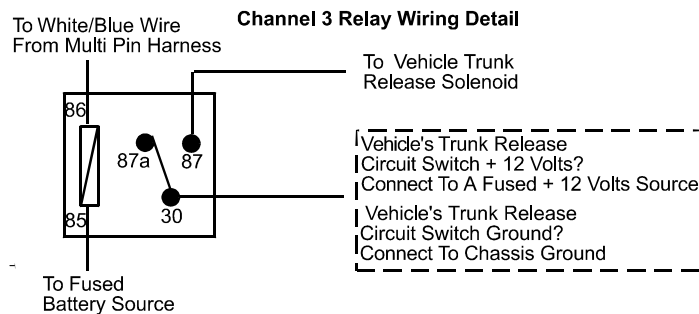 Channel 3 Relay Wiring Detail
To White/Blue Wire
From Multi Pin Harness
To Vehicle Trunk
Release Solenoid
86
87a
87
85
30
Vehicle's Trunk Release
Circuit Switch + 12 Volts?
Connect To A Fused + 12 Volts Source
Vehicle's Trunk Release
Circuit Switch Ground?
Connect To Chassis Ground
To Fused
Battery Source